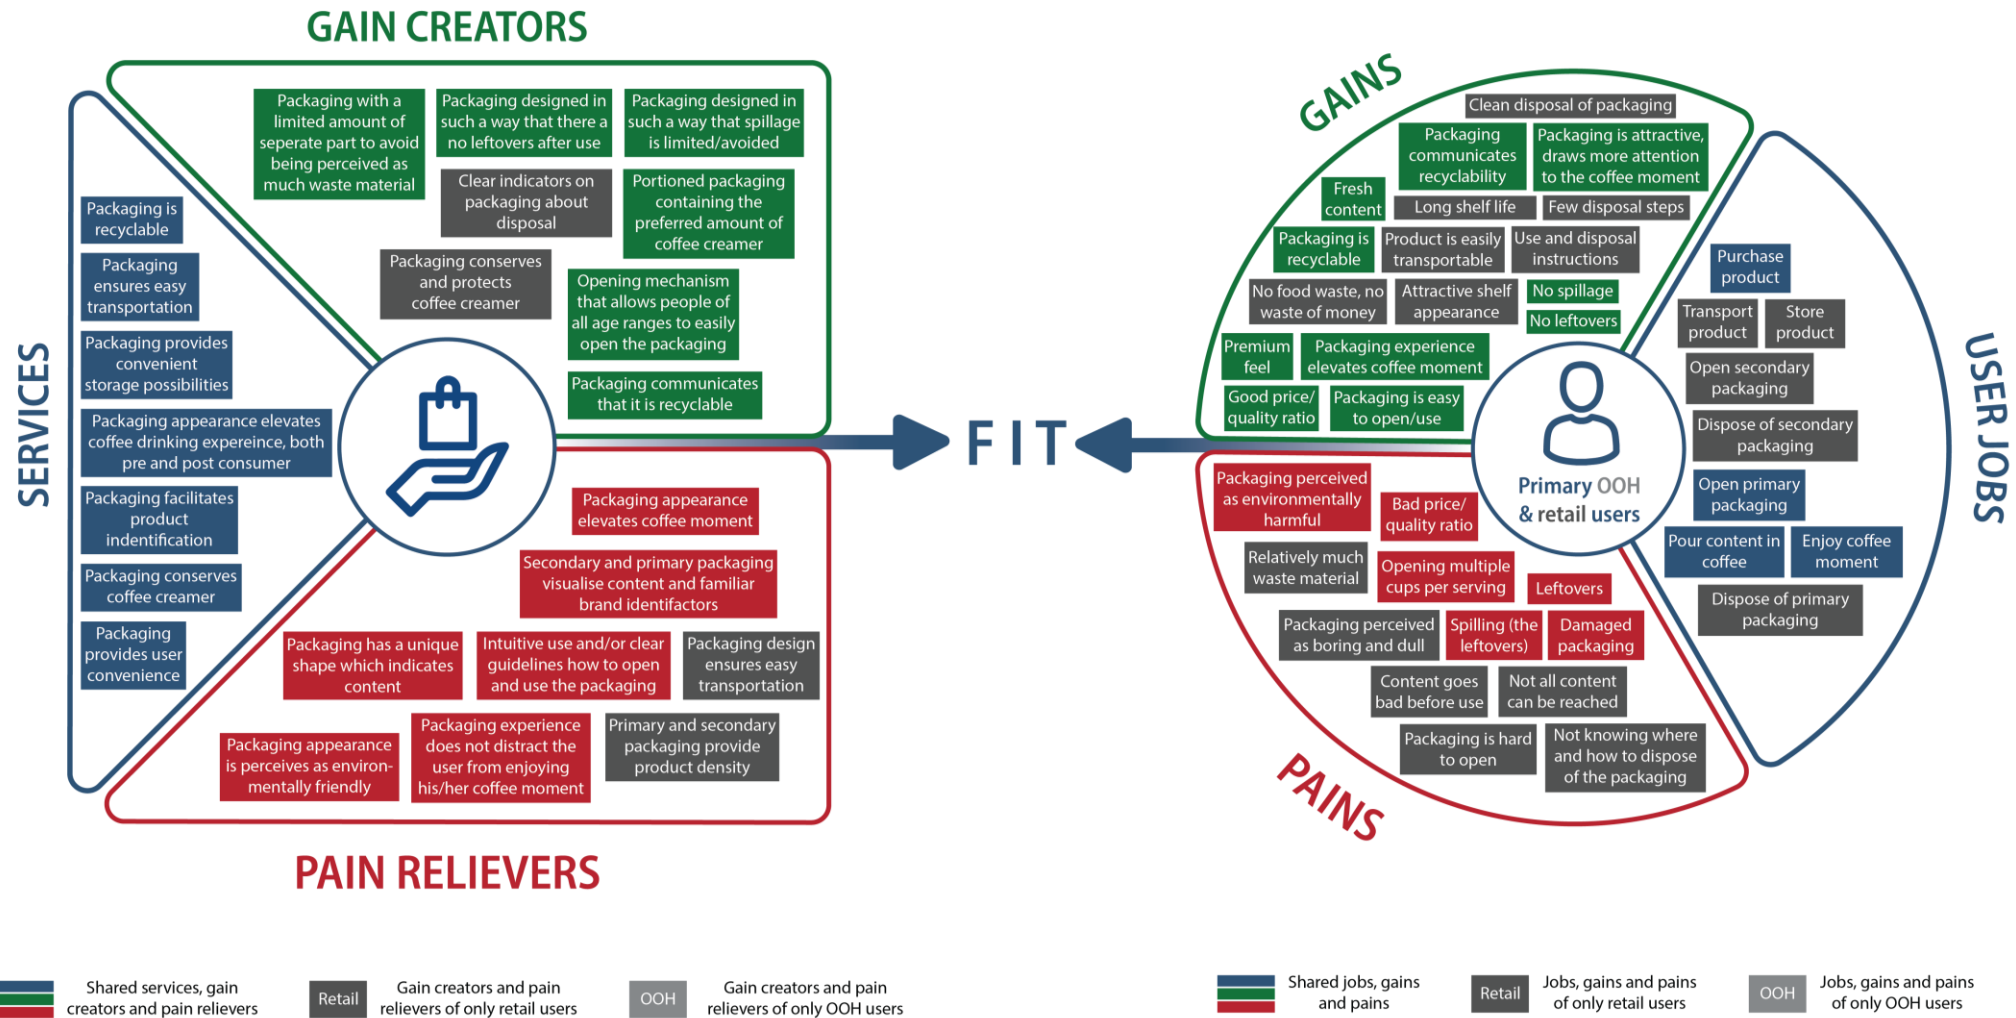 GAIN CREATORS
Packaging with a
limited amount of
seperate part to avoid
being perceived as
much waste material
Packaging designed in
such a way that there a
no leftovers after use
Packaging designed in
such a way that spillage
is limited/avoided
Clear indicators on
packaging about
disposal
Portioned packaging
containing the
preferred amount of
coffee creamer
Packaging conserves
and protects
coffee creamer
Opening mechanism
that allows people of
all age ranges to easily
open the packaging
Packaging communicates
that it is recyclable
SERVICES
Packaging is
recyclable
Packaging
ensures easy
transportation
Packaging provides
convenient
storage possibilities
Packaging appearance elevates
coffee drinking expereince, both
pre and post consumer
Packaging facilitates
product
indentification
Packaging conserves
coffee creamer
Packaging
provides user
convenience
Packaging appearance
elevates coffee moment
Secondary and primary packaging
visualise content and familiar
brand identifactors
Packaging has a unique
shape which indicates
content
Intuitive use and/or clear
guidelines how to open
and use the packaging
Packaging design
ensures easy
transportation
Packaging appearance
is perceives as environ-
mentally friendly
Packaging experience
does not distract the
user from enjoying
his/her coffee moment
Primary and secondary
packaging provide
product density
PAIN RELIEVERS
FIT
GAINS
Clean disposal of packaging
Packaging
communicates
recyclability
Packaging is attractive,
draws more attention
to the coffee moment
Fresh
content
Long shelf life
Few disposal steps
Packaging is
recyclable
Product is easily
transportable
Use and disposal
instructions
No food waste, no
waste of money
Attractive shelf
appearance
No spillage
No leftovers
Premium
feel
Packaging experience
elevates coffee moment
Good price/
quality ratio
Packaging is easy
to open/use
Primary OOH
& retail users
USER JOBS
Purchase
product
Transport
product
Store
product
Open secondary
packaging
Dispose of secondary
packaging
Open primary
packaging
Pour content in
coffee
Enjoy coffee
moment
Dispose of primary
packaging
Packaging perceived
as environmentally
harmful
Bad price/
quality ratio
Relatively much
waste material
Opening multiple
cups per serving
Leftovers
Packaging perceived
as boring and dull
Spilling (the
leftovers)
Damaged
packaging
Content goes
bad before use
Not all content
can be reached
Packaging is hard
to open
Not knowing where
and how to dispose
of the packaging
PAINS
Shared services, gain
creators and pain relievers
Retail
Gain creators and pain
relievers of only retail users
OOH
Gain creators and pain
relievers of only OOH users
Shared jobs, gains
and pains
Retail
Jobs, gains and pains
of only retail users
OOH
Jobs, gains and pains
of only OOH users